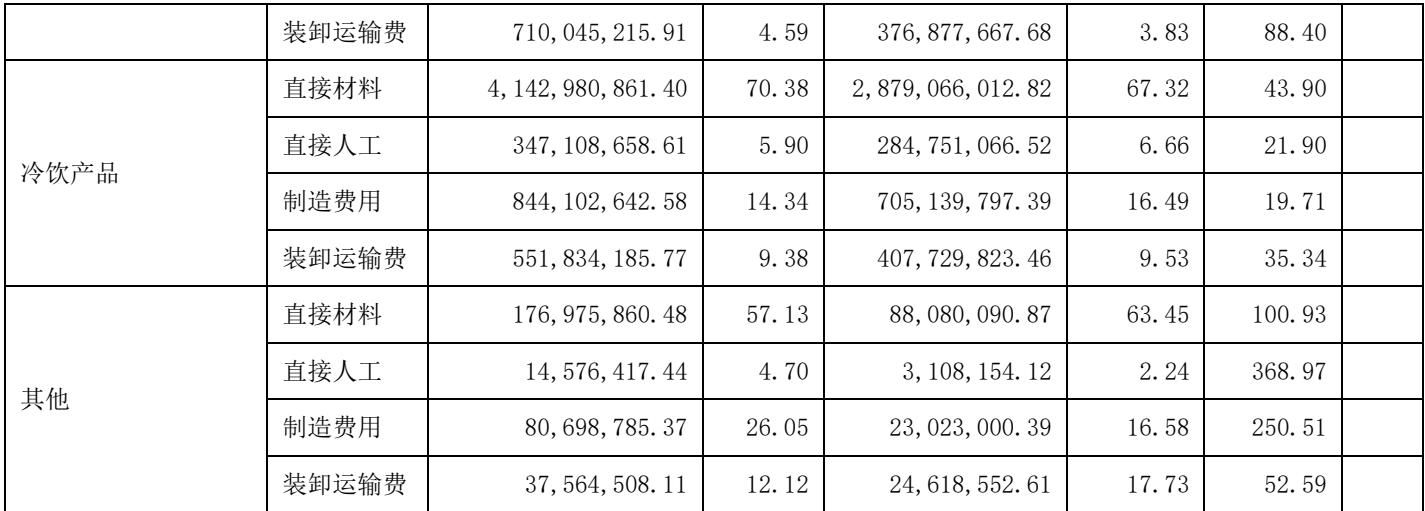 装卸运输费 710,045,215.91 4.59 376,877,667.68 3.83 88.40
直接材料 4,142,980,861.40 70.38 2,879,066,012.82 67.32 43.90
直接人工 347,108,658.61 5.90 284,751,066.52 6.66 21.90
冷饮产品
制造费用 844,102,642.58 14.34 705,139,797.39 16.49 19.71
装卸运输费 551,834,185.77 9.38 407,729,823.46 9.53 35.34
直接材料 176,975,860.48 57.13 88,080,090.87 63.45 100.93
直接人工 14,576,417.44 4.70 3,108,154.12 2.24 368.97
其他
制造费用 80,698,785.37 26.05 23,023,000.39 16.58 250.51
装卸运输费 37,564,508.11 12.12 24,618,552.61 17.73 52.59